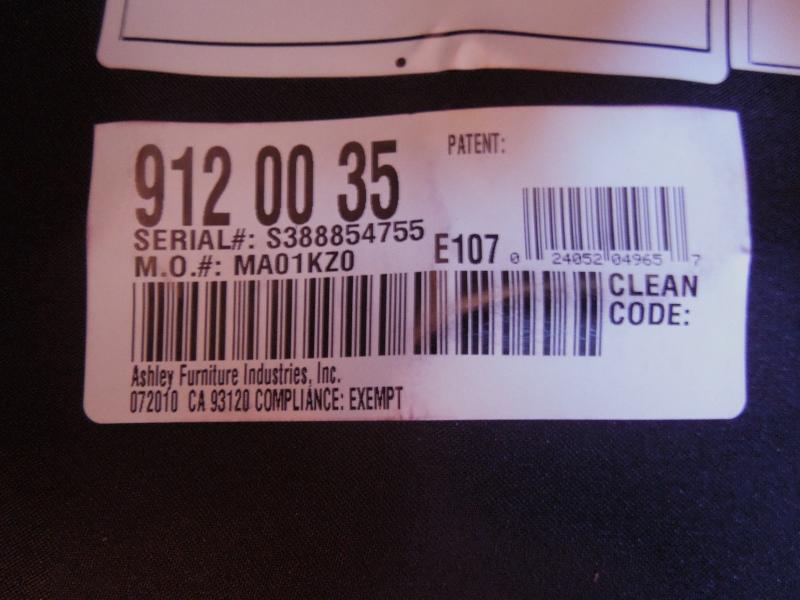 912 00 35
PATENT:
SERIAL#: S388854755
M.O.#: MA01KZ0
E107
0 24052 04965 7
CLEAN
CODE:
Ashley Furniture Industries, Inc.
072010 CA 93120 COMPLIANCE: EXEMPT